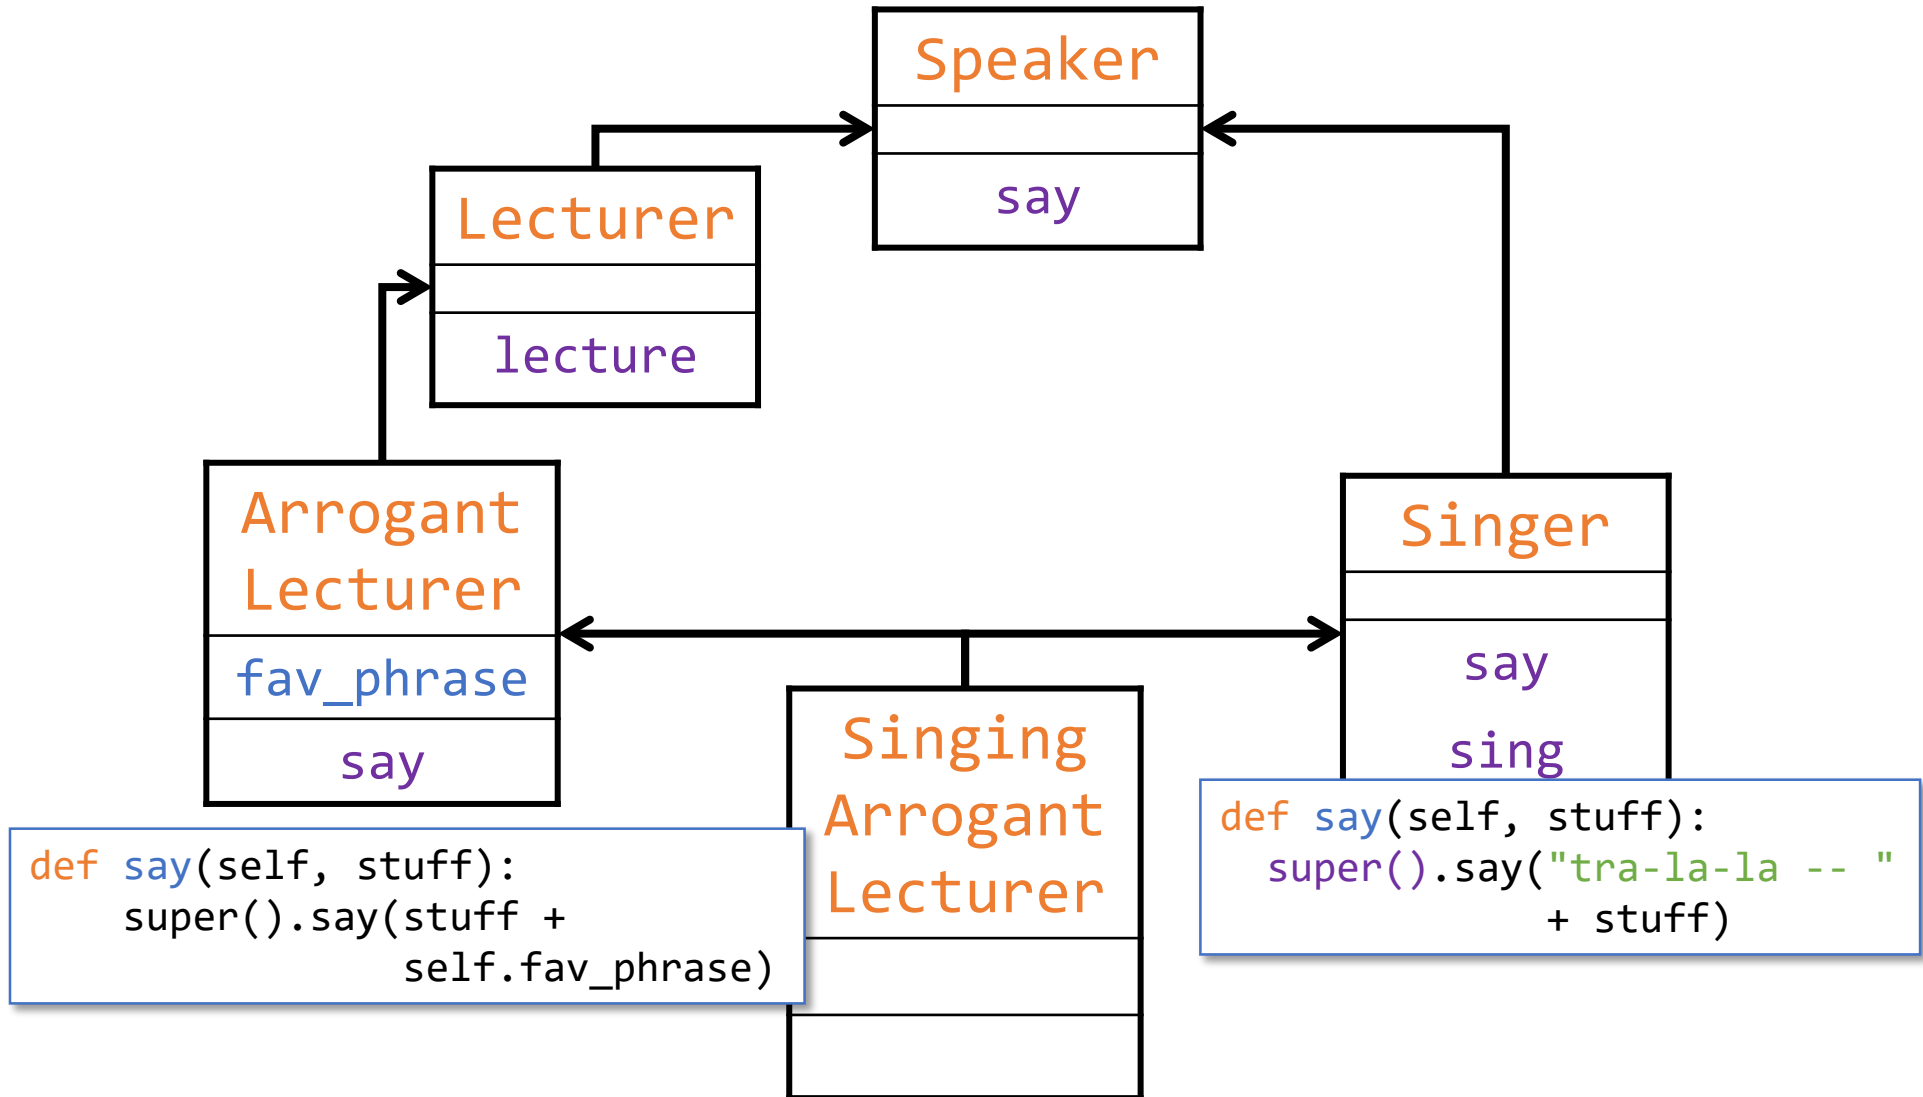 Speaker
say
Lecturer
lecture
Arrogant
Lecturer
fav_phrase
say
Singer
say
sing
Singing
Arrogant
Lecturer
def say(self, stuff):
    super().say(stuff +
                self.fav_phrase)
def say(self, stuff):
  super().say("tra-la-la -- "
              + stuff)